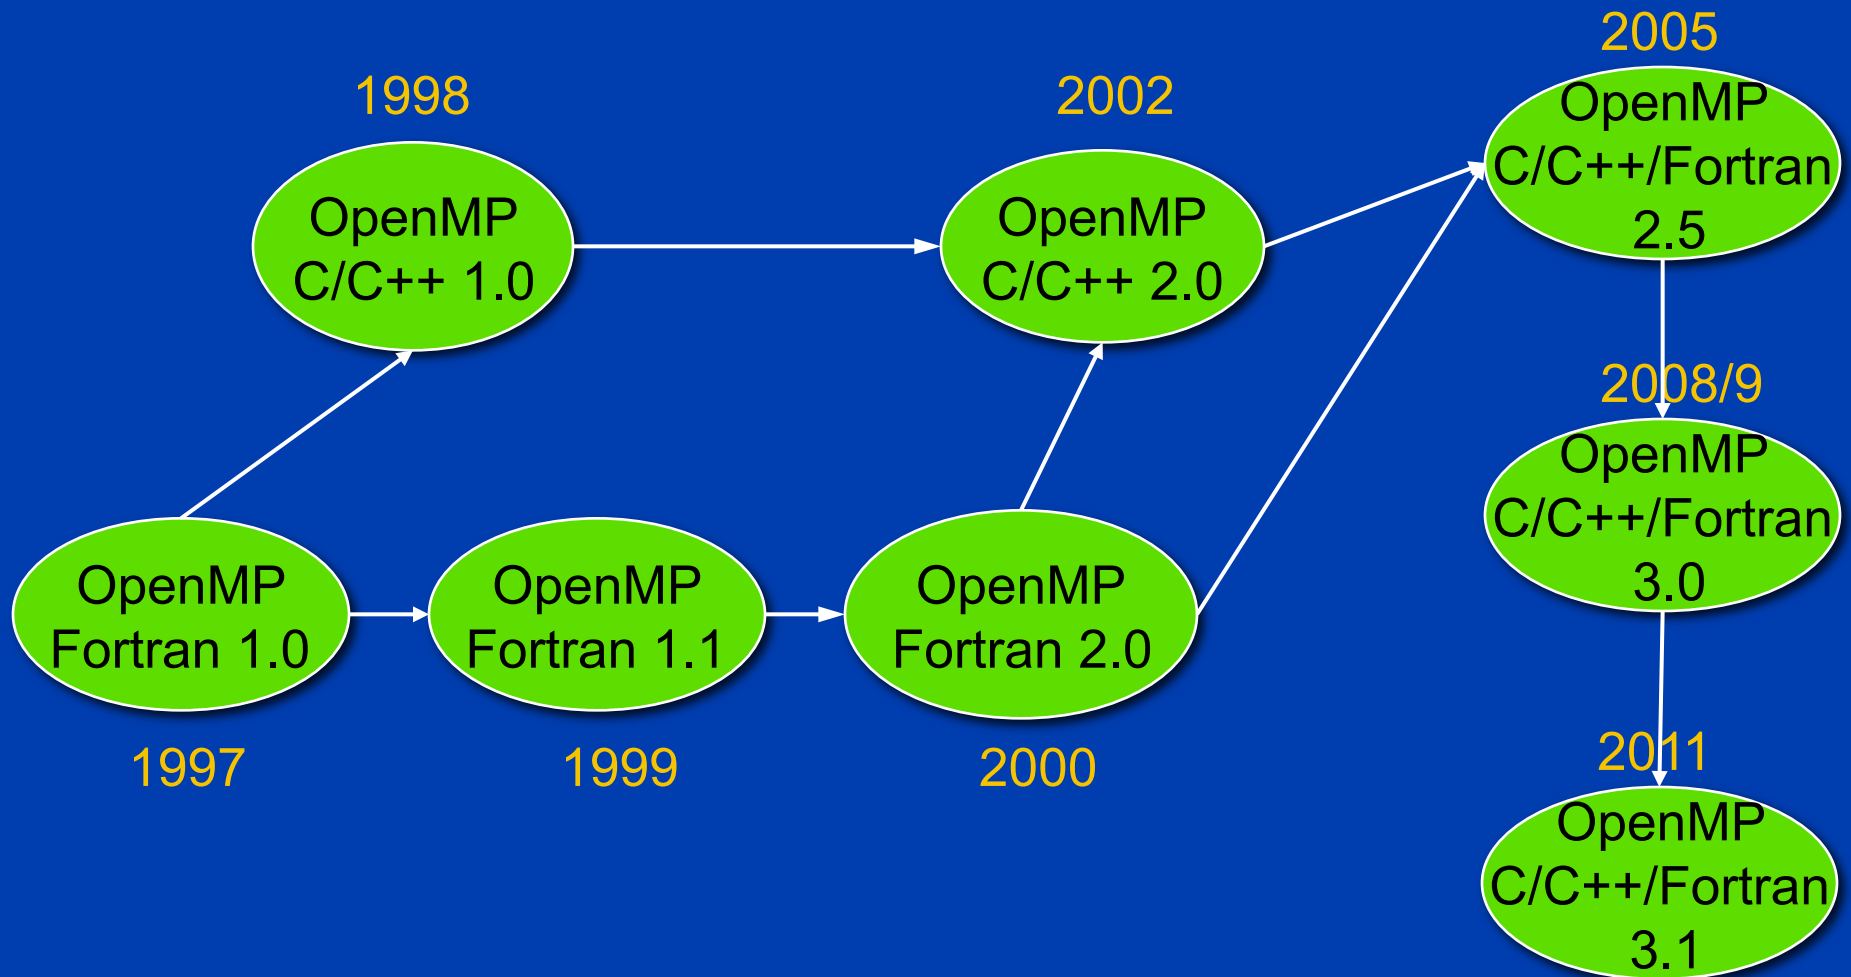 2005
1998
2002
OpenMP
C/C++/Fortran
2.5
OpenMP
C/C++ 1.0
OpenMP
C/C++ 2.0
2008/9
OpenMP
C/C++/Fortran
3.0
OpenMP
Fortran 1.0
OpenMP
Fortran 1.1
OpenMP
Fortran 2.0
1997
1999
2000
2011
OpenMP
C/C++/Fortran
3.1